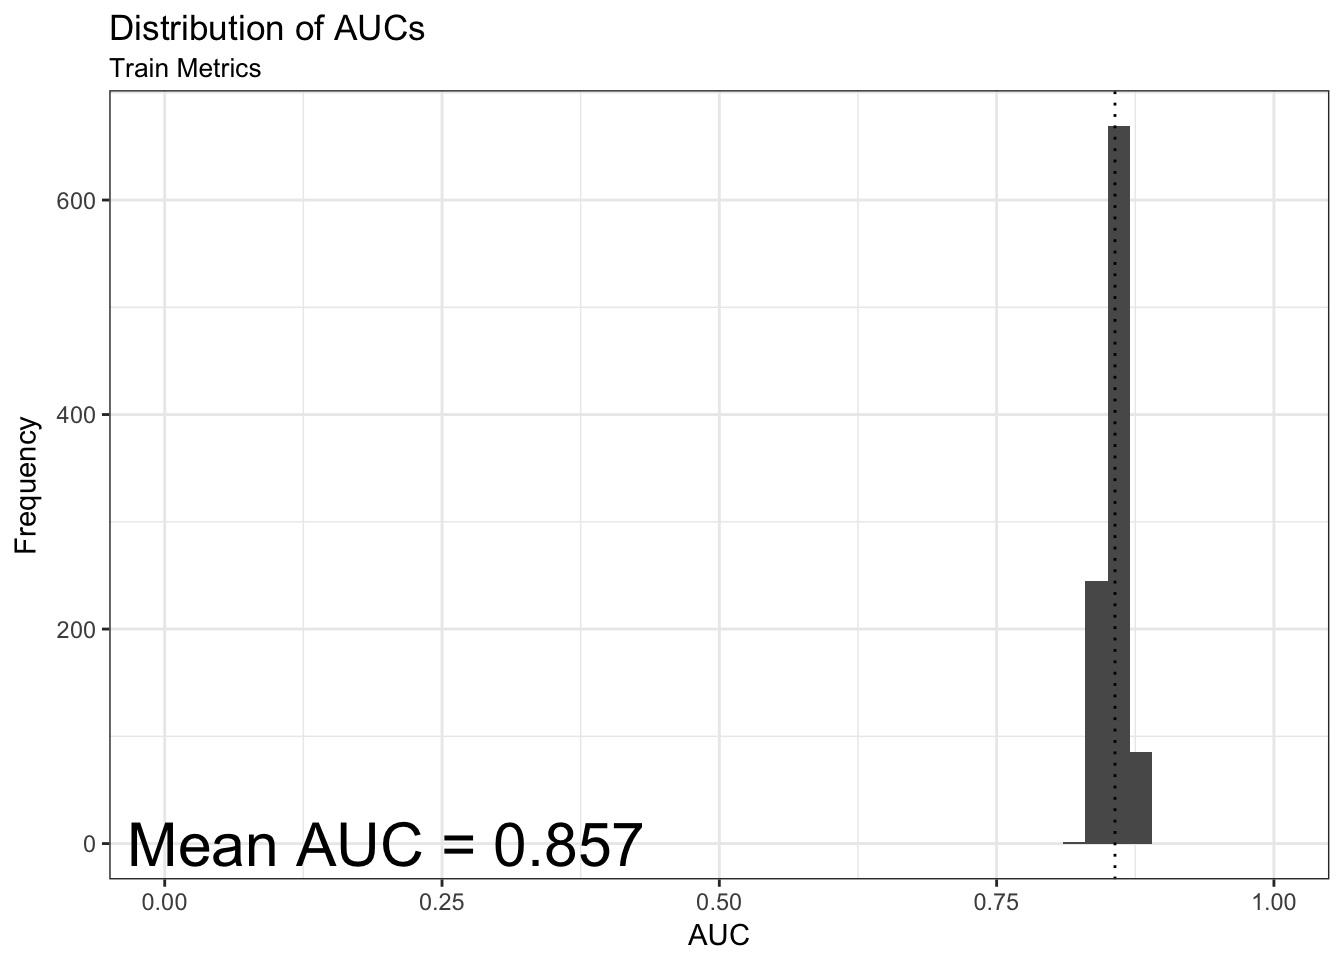 Distribution of AUCs
Train Metrics
Frequency
600
400
200
0
Mean AUC = 0.857
0.00 0.25 0.50 0.75 1.00
AUC